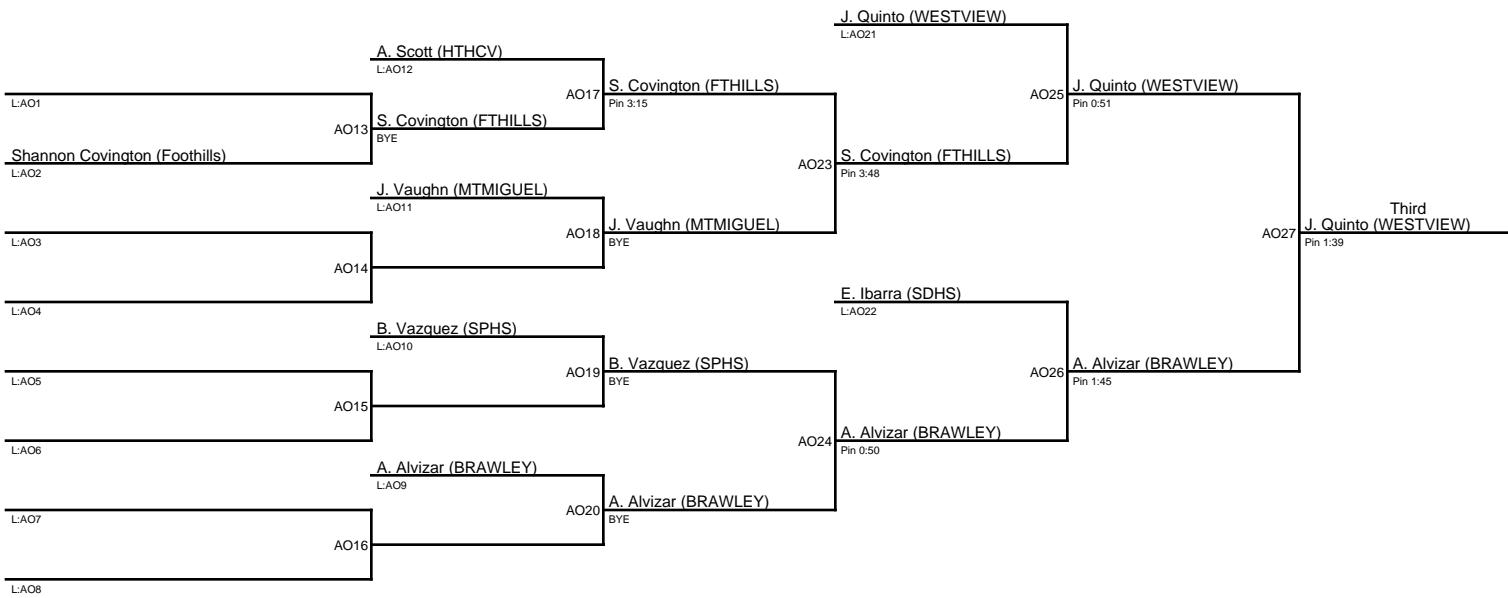 J. Quinto (WESTVIEW)
L:AO21
A. Scott (HTHCV)
L:AO12
AO17
S. Covington (FTHILLS)
Pin 3:15
AO25
J. Quinto (WESTVIEW)
Pin 0:51
L:AO1
AO13
S. Covington (FTHILLS)
BYE
Shannon Covington (Foothills)
L:AO2
AO23
S. Covington (FTHILLS)
Pin 3:48
J. Vaughn (MTMIGUEL)
L:AO11
AO18
J. Vaughn (MTMIGUEL)
BYE
L:AO3
AO14
L:AO4
AO27
Third
J. Quinto (WESTVIEW)
Pin 1:39
E. Ibarra (SDHS)
L:AO22
B. Vazquez (SPHS)
L:AO10
AO19
B. Vazquez (SPHS)
BYE
AO26
A. Alvizar (BRAWLEY)
Pin 1:45
L:AO5
AO15
L:AO6
AO24
A. Alvizar (BRAWLEY)
Pin 0:50
A. Alvizar (BRAWLEY)
L:AO9
AO20
A. Alvizar (BRAWLEY)
BYE
L:AO7
AO16
L:AO8